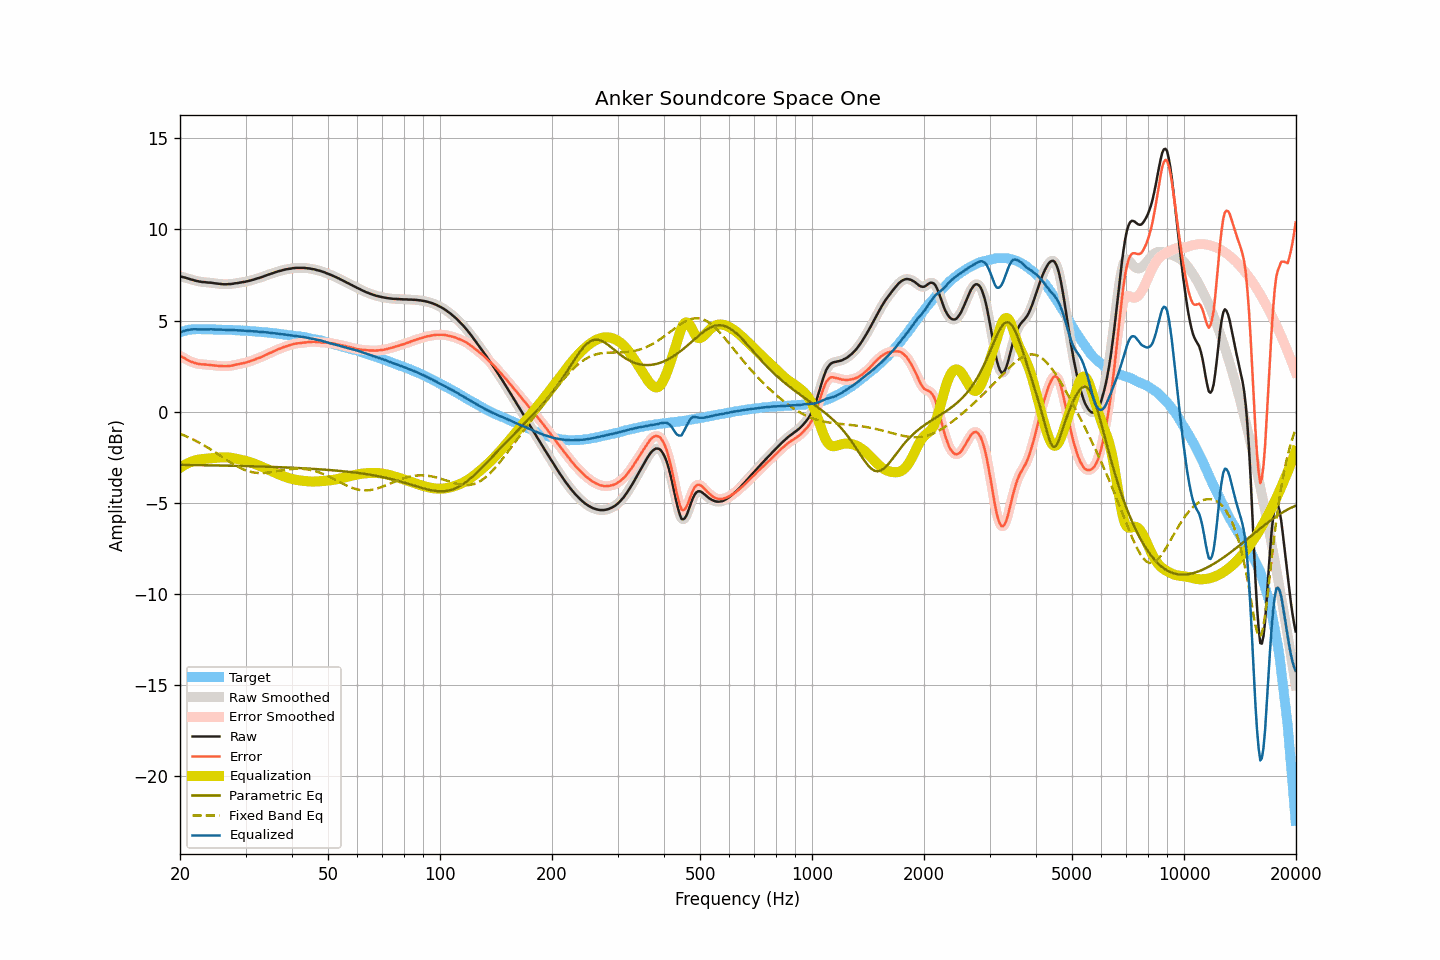 Anker Soundcore Space One
15
10
5
0
−5
−10
−15
−20
Amplitude (dBr)
Target
Raw Smoothed
Error Smoothed
Raw
Error
Equalization
Parametric Eq
Fixed Band Eq
Equalized
20 50 100 200 500 1000 2000 5000 10000 20000
Frequency (Hz)